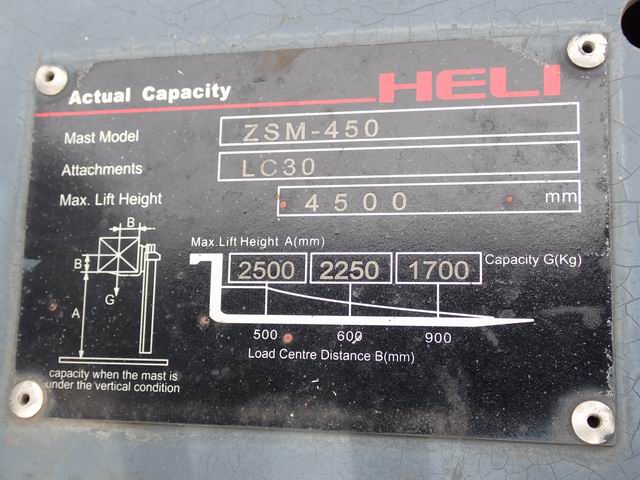 Actual Capacity HELI
Mast Model ZSM-450
Attachments LC30
Max. Lift Height 4500 mm
B
Max.Lift Height A(mm)
2500 2250 1700 Capacity G(Kg)
B
G
A
500 600 900
Load Centre Distance B(mm)
capacity when the mast is
under the vertical condition